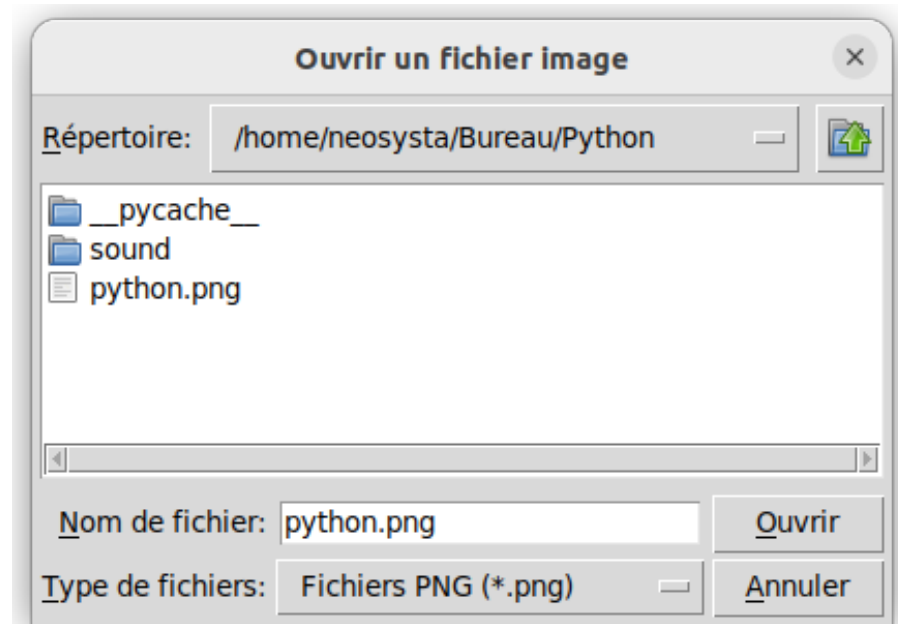 Ouvrir un fichier image
Répertoire: /home/neosysta/Bureau/Python
__pycache__
sound
python.png
Nom de fichier: python.png Ouvrir
Type de fichiers: Fichiers PNG (*.png) Annuler